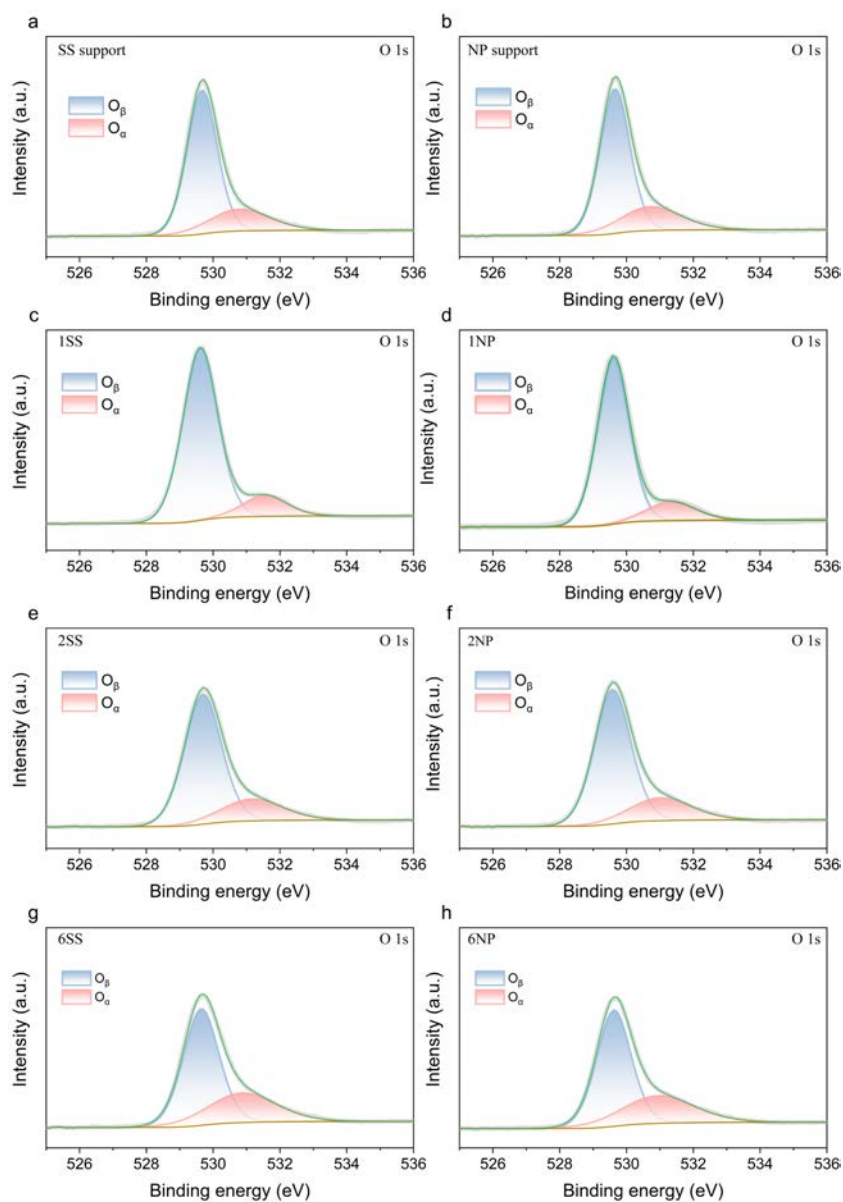 a
SS support
O 1s
Oβ
Oα
Intensity (a.u.)
526 528 530 532 534 536
Binding energy (eV)
b
NP support
O 1s
Oβ
Oα
Intensity (a.u.)
526 528 530 532 534 536
Binding energy (eV)
c
1SS
O 1s
Oβ
Oα
Intensity (a.u.)
526 528 530 532 534 536
Binding energy (eV)
d
1NP
O 1s
Oβ
Oα
Intensity (a.u.)
526 528 530 532 534 536
Binding energy (eV)
e
2SS
O 1s
Oβ
Oα
Intensity (a.u.)
526 528 530 532 534 536
Binding energy (eV)
f
2NP
O 1s
Oβ
Oα
Intensity (a.u.)
526 528 530 532 534 536
Binding energy (eV)
g
6SS
O 1s
Oβ
Oα
Intensity (a.u.)
526 528 530 532 534 536
Binding energy (eV)
h
6NP
O 1s
Oβ
Oα
Intensity (a.u.)
526 528 530 532 534 536
Binding energy (eV)